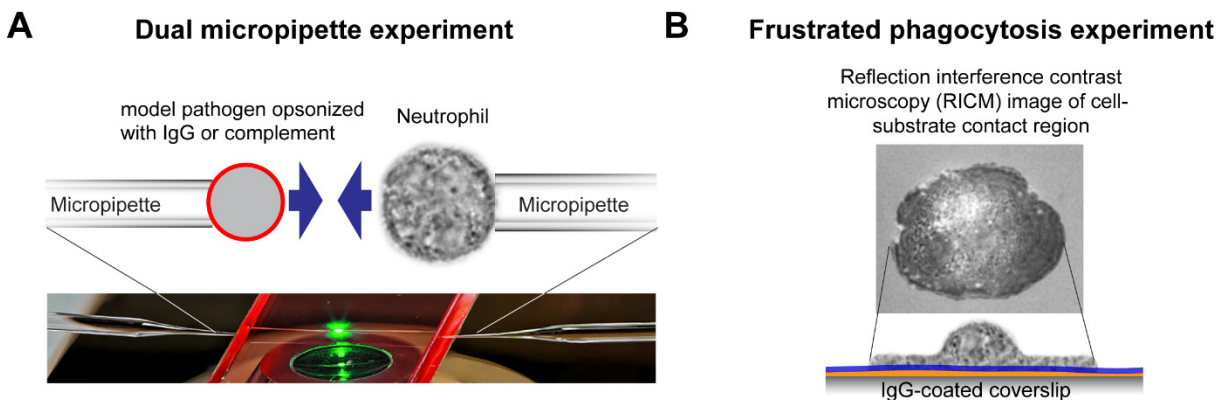 A
Dual micropipette experiment
model pathogen opsonized
with IgG or complement
Neutrophil
Micropipette
Micropipette
B
Frustrated phagocytosis experiment
Reflection interference contrast
microscopy (RICM) image of cell-
substrate contact region
IgG-coated coverslip